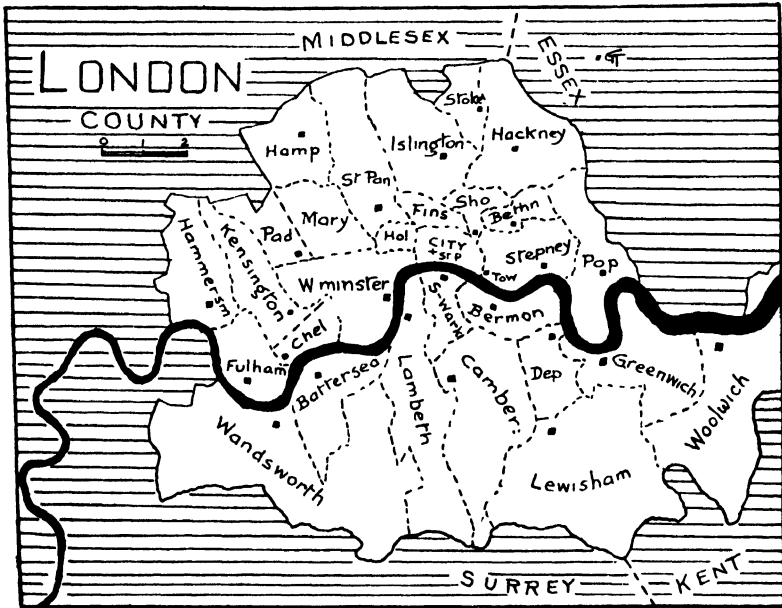 MIDDLESEX
ESSEX
LONDON
COUNTY
0 1 2
Stoke
Hamp
Islington
Hackney
St Pan
Mary
Fins
Sho
Bethn
Pad
Hol
CITY
St P
Stepney
Pop
Hammersm
Kensington
Wminster
Tow
Chel
S·wark
Bermon
Fulham
Battersea
Lambeth
Camber
Dep
Greenwich
Woolwich
Wandsworth
Lewisham
SURREY
KENT